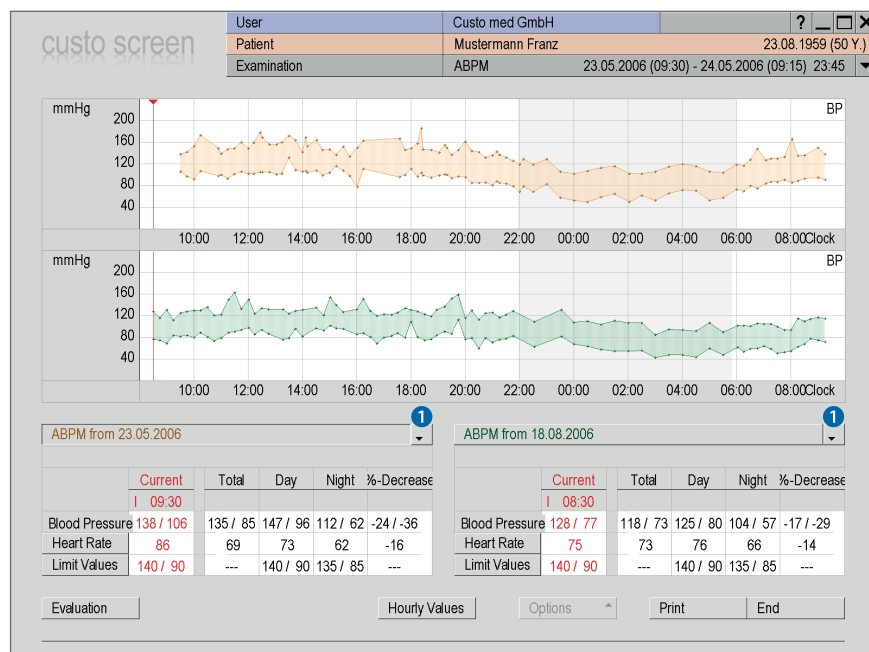 custo screen
User Custo med GmbH ?
Patient Mustermann Franz 23.08.1959 (50 Y.)
Examination ABPM 23.05.2006 (09:30) - 24.05.2006 (09:15) 23:45
mmHg BP
200
160
120
80
40
10:00 12:00 14:00 16:00 18:00 20:00 22:00 00:00 02:00 04:00 06:00 08:00 Clock
mmHg BP
200
160
120
80
40
10:00 12:00 14:00 16:00 18:00 20:00 22:00 00:00 02:00 04:00 06:00 08:00 Clock
1 1
ABPM from 23.05.2006 ABPM from 18.08.2006
Current Total Day Night %-Decrease Current Total Day Night %-Decrease
I 09:30 I 08:30
Blood Pressure 138 / 106 135 / 85 147 / 96 112 / 62 -24 / -36 Blood Pressure 128 / 77 118 / 73 125 / 80 104 / 57 -17 / -29
Heart Rate 86 69 73 62 -16 Heart Rate 75 73 76 66 -14
Limit Values 140 / 90 --- 140 / 90 135 / 85 --- Limit Values 140 / 90 --- 140 / 90 135 / 85 ---
Evaluation Hourly Values Options Print End